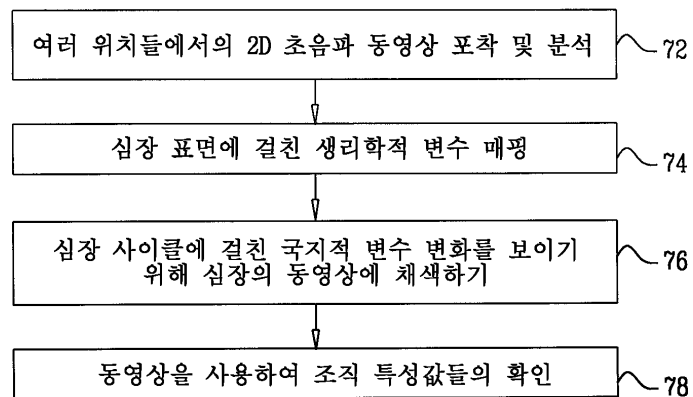 여러 위치들에서의 2D 초음파 동영상 포착 및 분석
72
심장 표면에 걸친 생리학적 변수 매핑
74
심장 사이클에 걸친 국지적 변수 변화를 보이기
위해 심장의 동영상에 채색하기
76
동영상을 사용하여 조직 특성값들의 확인
78